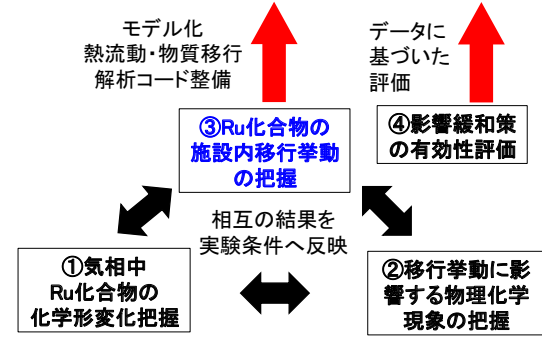 モデル化
熱流動・物質移行
解析コード整備
データに
基づいた
評価
③Ru化合物の
施設内移行挙動
の把握
④影響緩和策
の有効性評価
相互の結果を
実験条件へ反映
①気相中
Ru化合物の
化学形変化把握
②移行挙動に影
響する物理化学
現象の把握